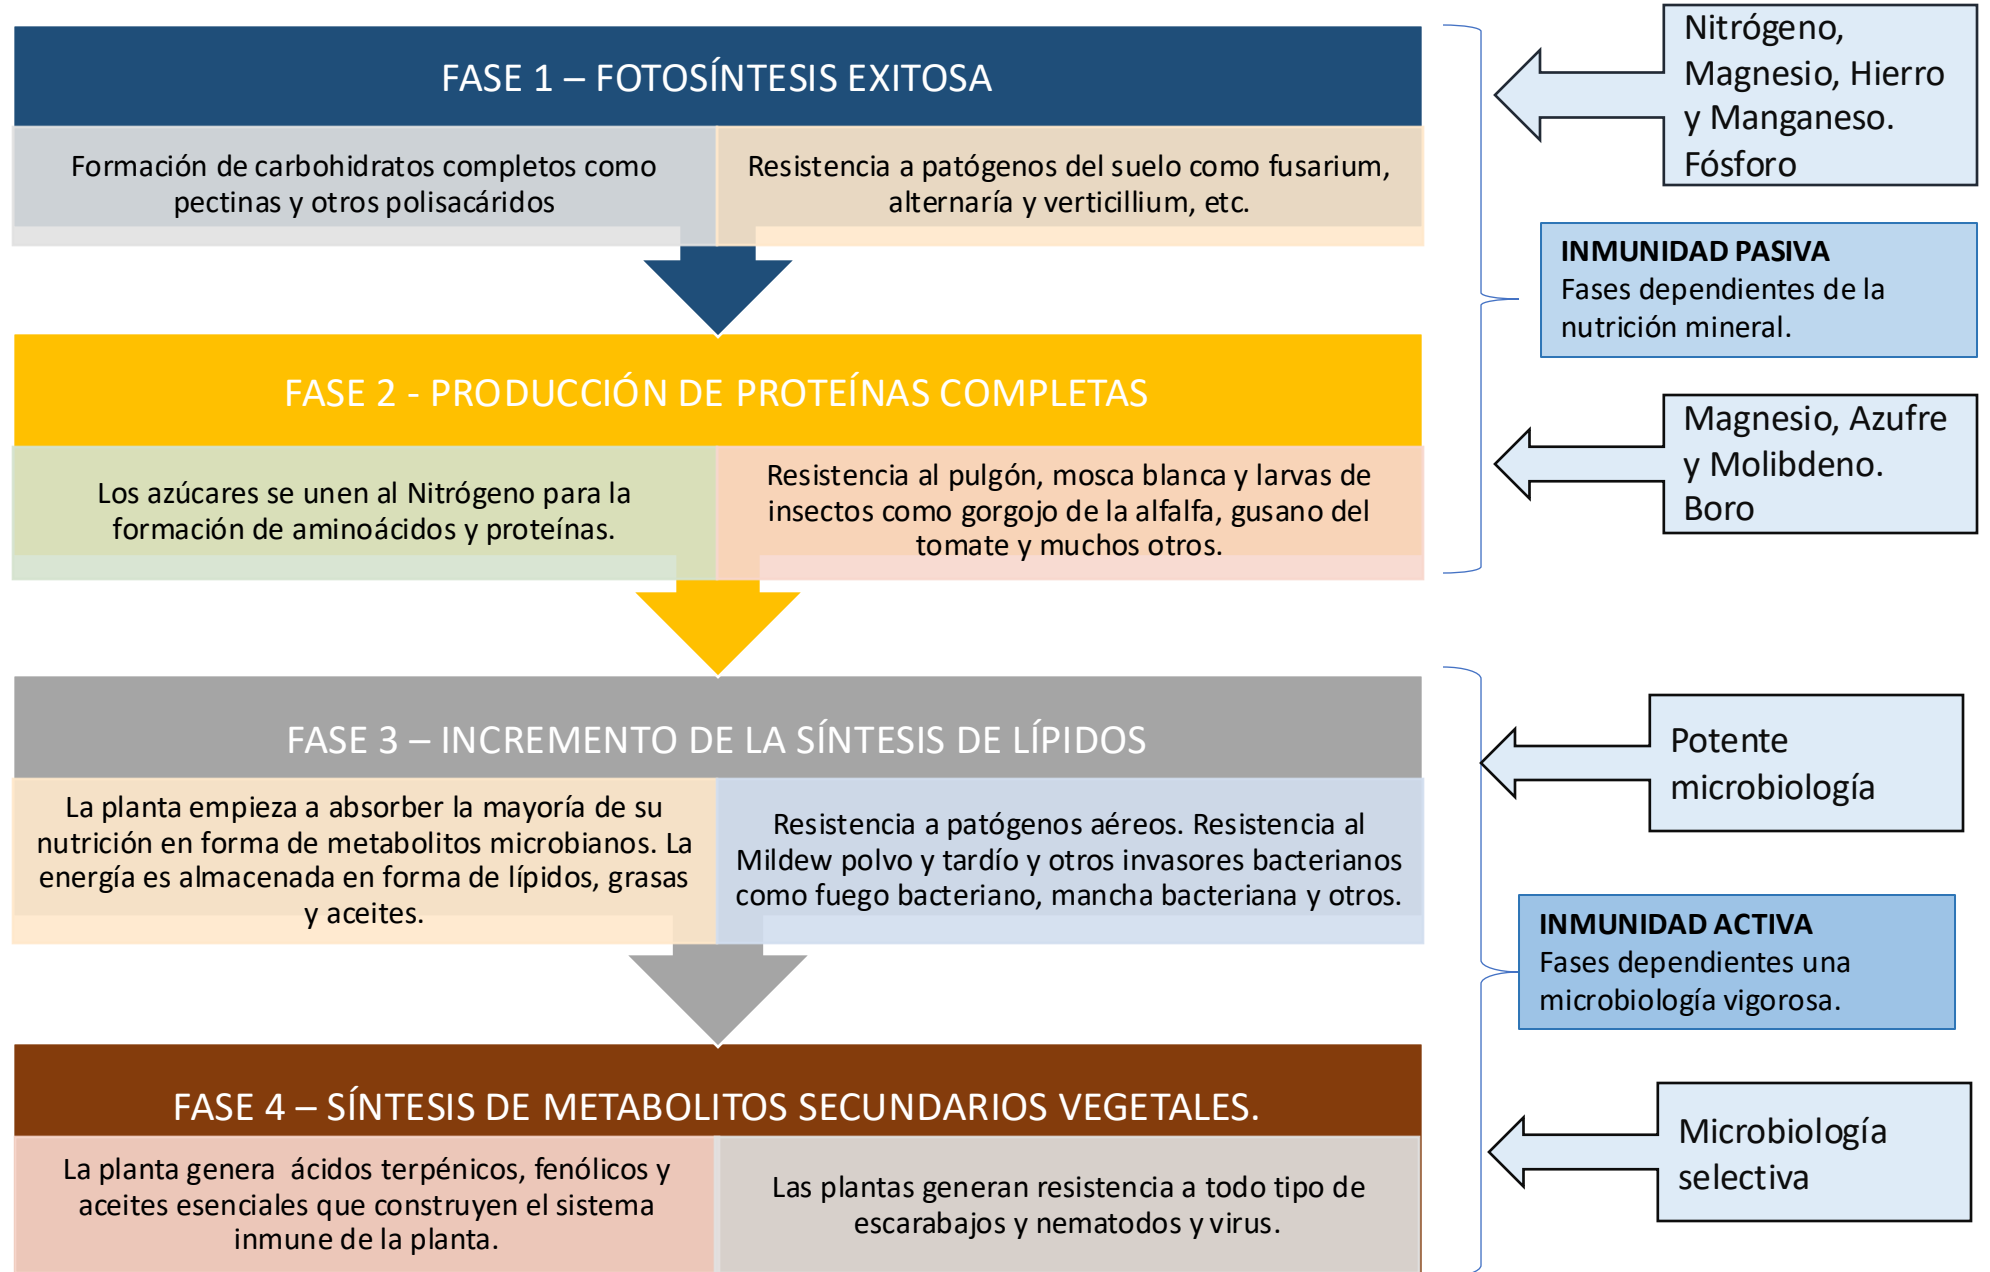 FASE 1 – FOTOSÍNTESIS EXITOSA
Formación de carbohidratos completos como
pectinas y otros polisacáridos
Resistencia a patógenos del suelo como fusarium,
alternaría y verticillium, etc.
Nitrógeno,
Magnesio, Hierro
y Manganeso.
Fósforo
INMUNIDAD PASIVA
Fases dependientes de la
nutrición mineral.
FASE 2 - PRODUCCIÓN DE PROTEÍNAS COMPLETAS
Los azúcares se unen al Nitrógeno para la
formación de aminoácidos y proteínas.
Resistencia al pulgón, mosca blanca y larvas de
insectos como gorgojo de la alfalfa, gusano del
tomate y muchos otros.
Magnesio, Azufre
y Molibdeno.
Boro
FASE 3 – INCREMENTO DE LA SÍNTESIS DE LÍPIDOS
La planta empieza a absorber la mayoría de su
nutrición en forma de metabolitos microbianos. La
energía es almacenada en forma de lípidos, grasas
y aceites.
Resistencia a patógenos aéreos. Resistencia al
Mildew polvo y tardío y otros invasores bacterianos
como fuego bacteriano, mancha bacteriana y otros.
Potente
microbiología
INMUNIDAD ACTIVA
Fases dependientes una
microbiología vigorosa.
FASE 4 – SÍNTESIS DE METABOLITOS SECUNDARIOS VEGETALES.
La planta genera  ácidos terpénicos, fenólicos y
aceites esenciales que construyen el sistema
inmune de la planta.
Las plantas generan resistencia a todo tipo de
escarabajos y nematodos y virus.
Microbiología
selectiva